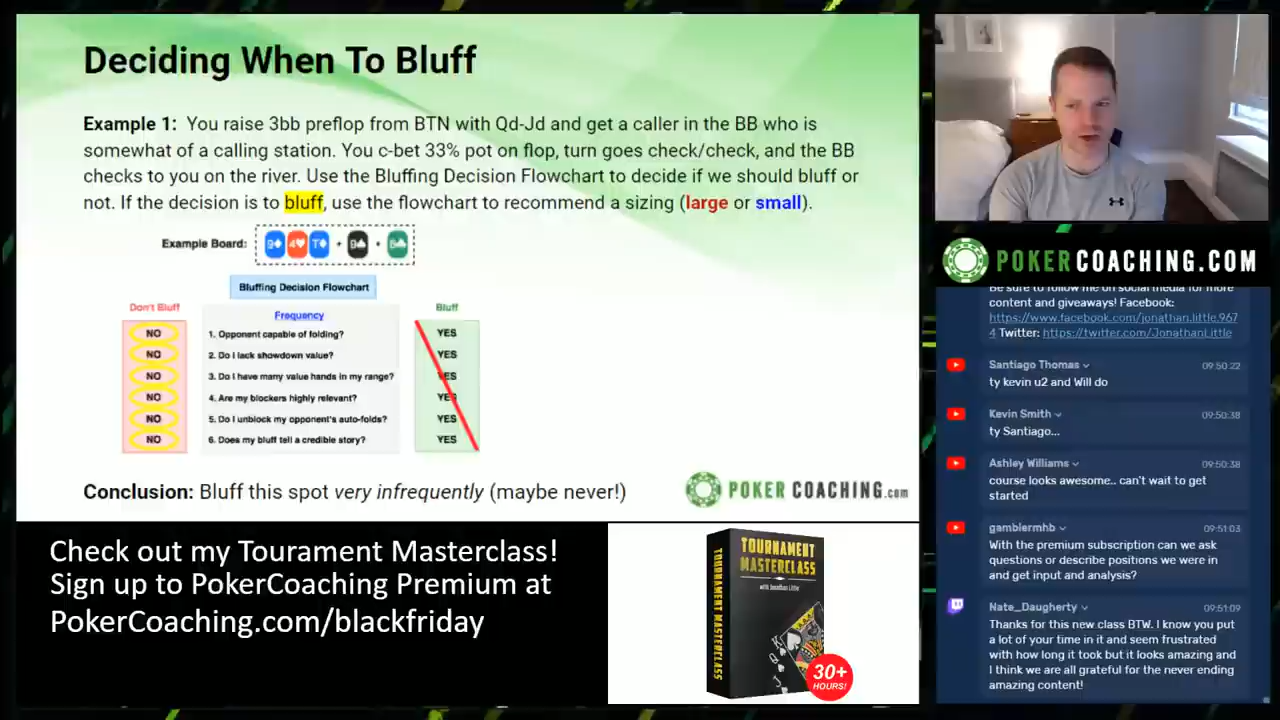 Deciding When To Bluff
Example 1: You raise 3bb preflop from BTN with Qd-Jd and get a caller in the BB who is
somewhat of a calling station. You c-bet 33% pot on flop, turn goes check/check, and the BB
checks to you on the river. Use the Bluffing Decision Flowchart to decide if we should bluff or
not. If the decision is to bluff, use the flowchart to recommend a sizing (large or small).
Example Board:
Bluffing Decision Flowchart
Don't Bluff
Frequency
Bluff
NO 1. Opponent capable of folding? YES
NO 2. Do I lack showdown value? YES
NO 3. Do I have many value hands in my range? YES
NO 4. Are my blockers highly relevant? YES
NO 5. Do I unblock my opponent's auto-folds? YES
NO 6. Does my bluff tell a credible story? YES
Conclusion: Bluff this spot very infrequently (maybe never!)
POKER COACHING.com
Check out my Tourament Masterclass!
Sign up to PokerCoaching Premium at
PokerCoaching.com/blackfriday
TOURNAMENT MASTERCLASS
TOURNAMENT
MASTERCLASS
with Jonathan Little
30+
HOURS!
POKERCOACHING.COM
Be sure to follow me on social media for more
content and giveaways! Facebook:
https://www.facebook.com/jonathan.little.967
4 Twitter: https://twitter.com/JonathanLittle
Santiago Thomas 09:50:22
ty kevin u2 and Will do
Kevin Smith 09:50:38
ty Santiago...
Ashley Williams 09:50:38
course looks awesome.. can't wait to get
started
gamblermhb 09:51:03
With the premium subscription can we ask
questions or describe positions we were in
and get input and analysis?
Nate_Daugherty 09:51:09
Thanks for this new class BTW. I know you put
a lot of your time in it and seem frustrated
with how long it took but it looks amazing and
I think we are all grateful for the never ending
amazing content!